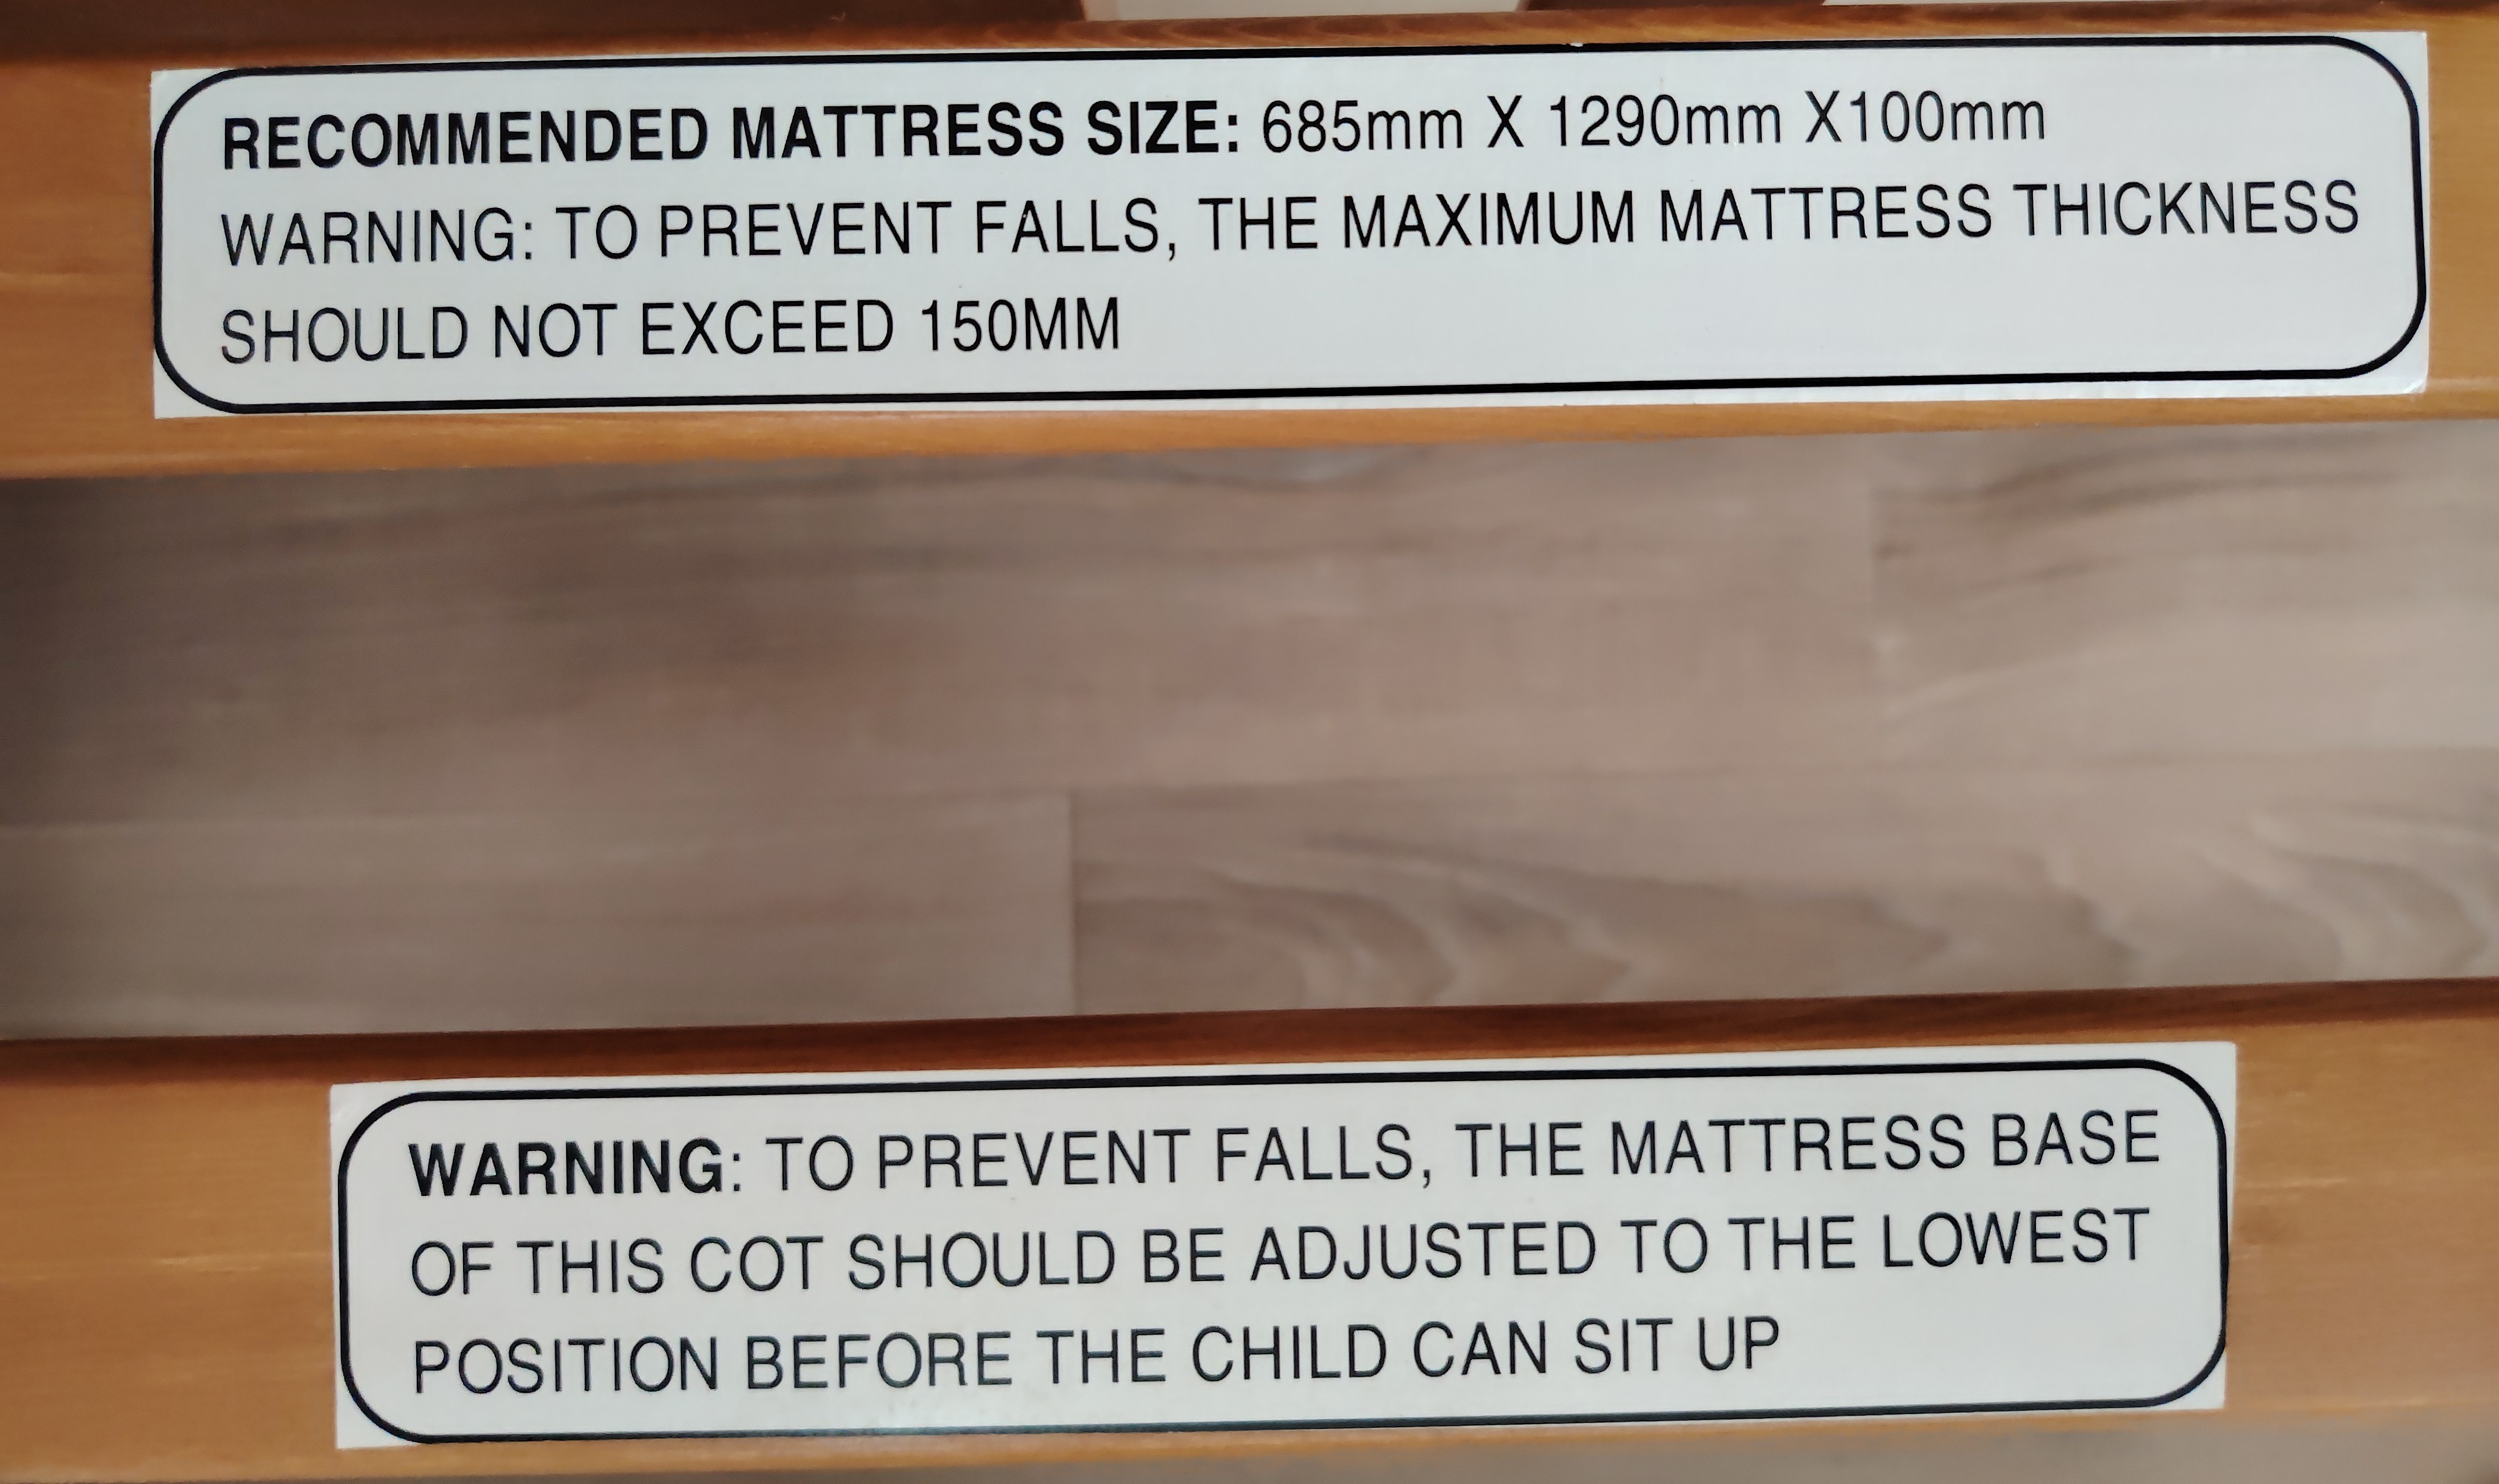 RECOMMENDED MATTRESS SIZE: 685mm X 1290mm X100mm
WARNING: TO PREVENT FALLS, THE MAXIMUM MATTRESS THICKNESS
SHOULD NOT EXCEED 150MM
WARNING: TO PREVENT FALLS, THE MATTRESS BASE
OF THIS COT SHOULD BE ADJUSTED TO THE LOWEST
POSITION BEFORE THE CHILD CAN SIT UP